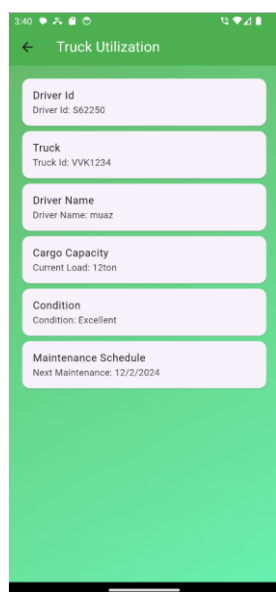 3:40
Truck Utilization
Driver Id
Driver Id: S62250
Truck
Truck Id: VVK1234
Driver Name
Driver Name: muaz
Cargo Capacity
Current Load: 12ton
Condition
Condition: Excellent
Maintenance Schedule
Next Maintenance: 12/2/2024